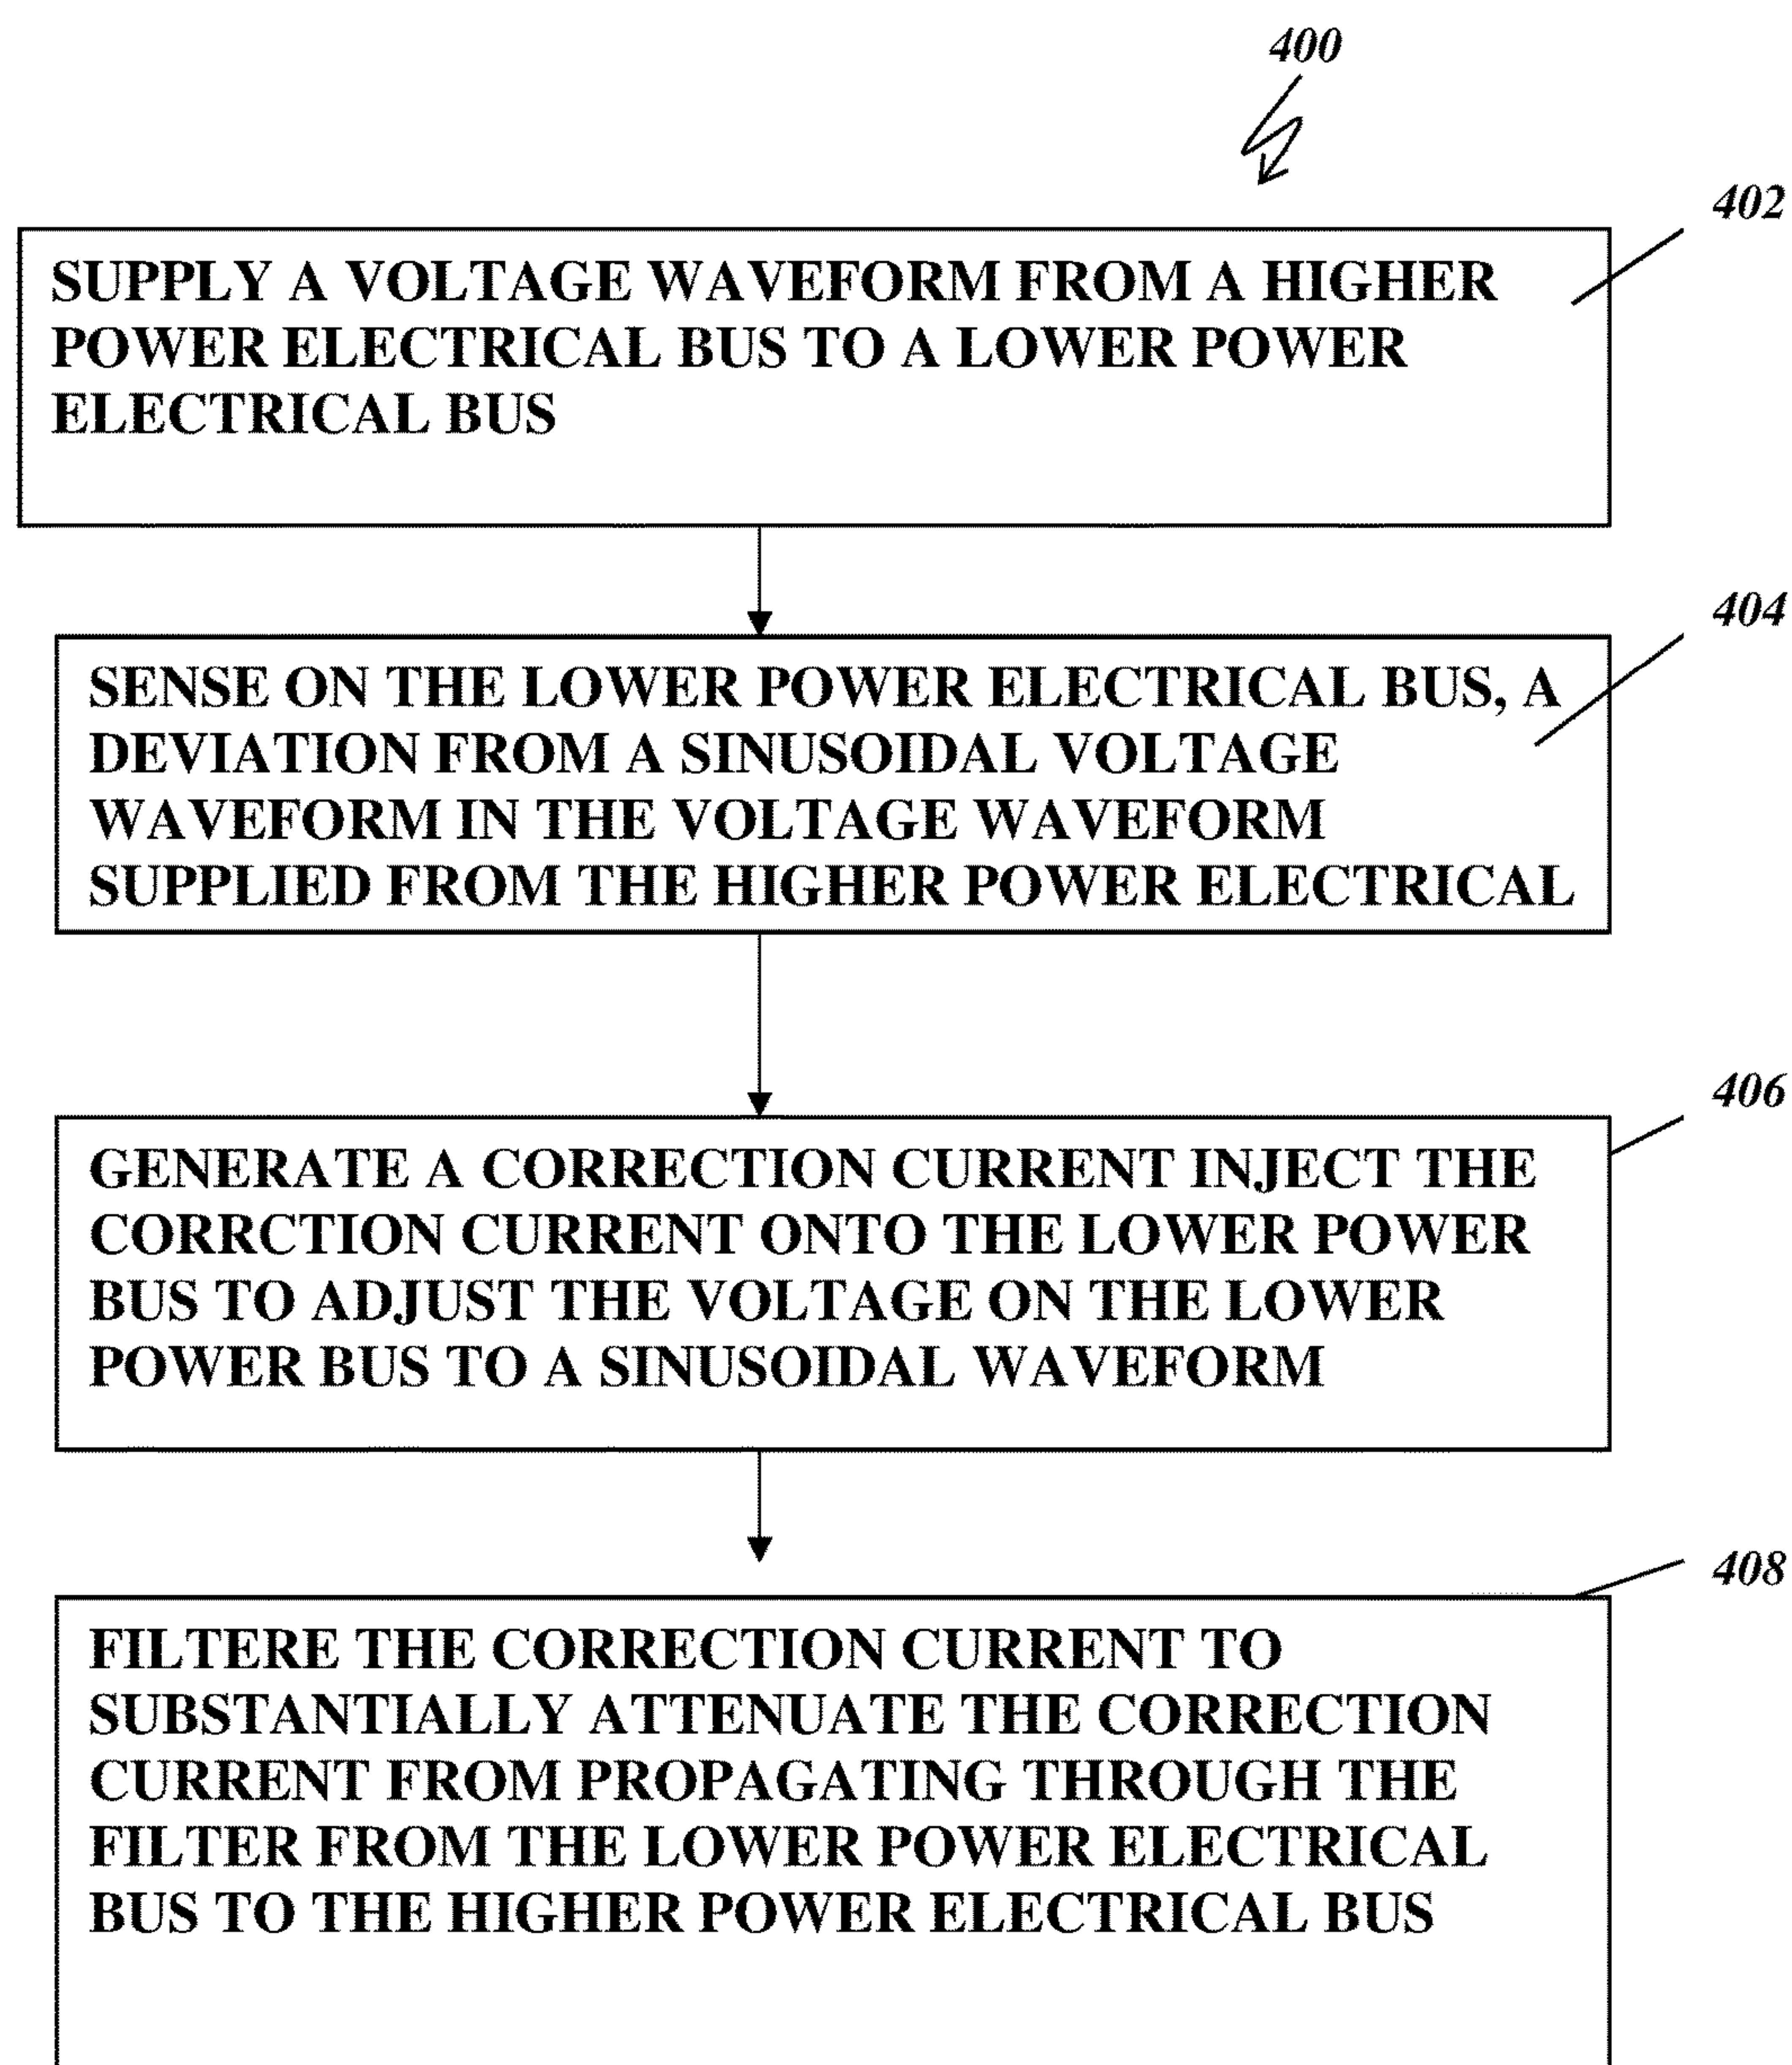 400
402
SUPPLY A VOLTAGE WAVEFORM FROM A HIGHER
POWER ELECTRICAL BUS TO A LOWER POWER
ELECTRICAL BUS
404
SENSE ON THE LOWER POWER ELECTRICAL BUS, A
DEVIATION FROM A SINUSOIDAL VOLTAGE
WAVEFORM IN THE VOLTAGE WAVEFORM
SUPPLIED FROM THE HIGHER POWER ELECTRICAL
406
GENERATE A CORRECTION CURRENT INJECT THE
CORRCTION CURRENT ONTO THE LOWER POWER
BUS TO ADJUST THE VOLTAGE ON THE LOWER
POWER BUS TO A SINUSOIDAL WAVEFORM
408
FILTERE THE CORRECTION CURRENT TO
SUBSTANTIALLY ATTENUATE THE CORRECTION
CURRENT FROM PROPAGATING THROUGH THE
FILTER FROM THE LOWER POWER ELECTRICAL
BUS TO THE HIGHER POWER ELECTRICAL BUS